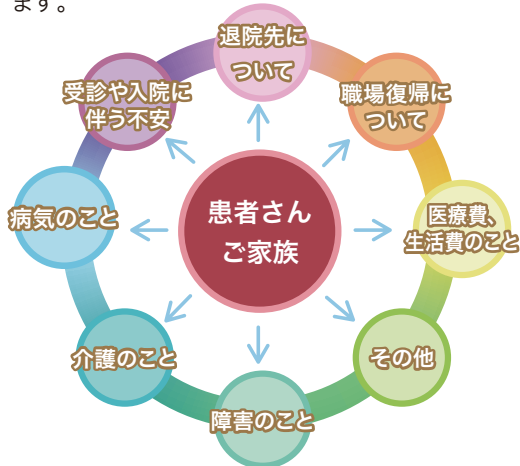 ます。
退院先に
ついて
職場復帰に
ついて
医療費、
生活費のこと
その他
障害のこと
介護のこと
病気のこと
受診や入院に
伴う不安
患者さん
ご家族